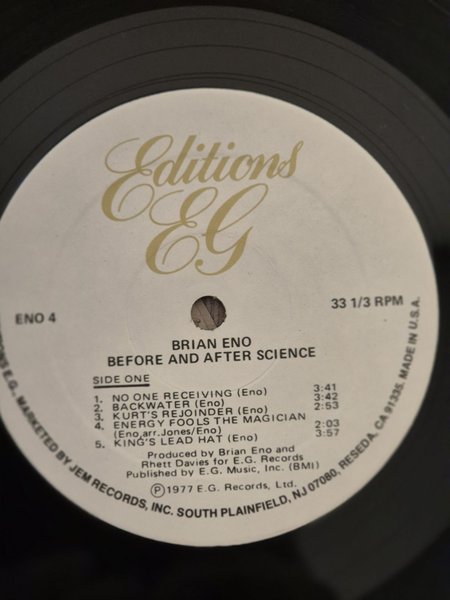 Editions
EG
ENO 4
33 1/3 RPM
BRIAN ENO
BEFORE AND AFTER SCIENCE
SIDE ONE
1. NO ONE RECEIVING (Eno) 3:41
2. BACKWATER (Eno) 3:42
3. KURT'S REJOINDER (Eno) 2:53
4. ENERGY FOOLS THE MAGICIAN
(Eno,arr.Jones/Eno) 2:03
5. KING'S LEAD HAT (Eno) 3:57
Produced by Brian Eno and
Rhett Davies for E.G. Records
Published by E.G. Music, Inc. (BMI)
Ⓟ1977 E.G. Records, Ltd.
E.G., MARKETED BY JEM RECORDS, INC. SOUTH PLAINFIELD, NJ 07080, RESEDA, CA 91335. MADE IN U.S.A.